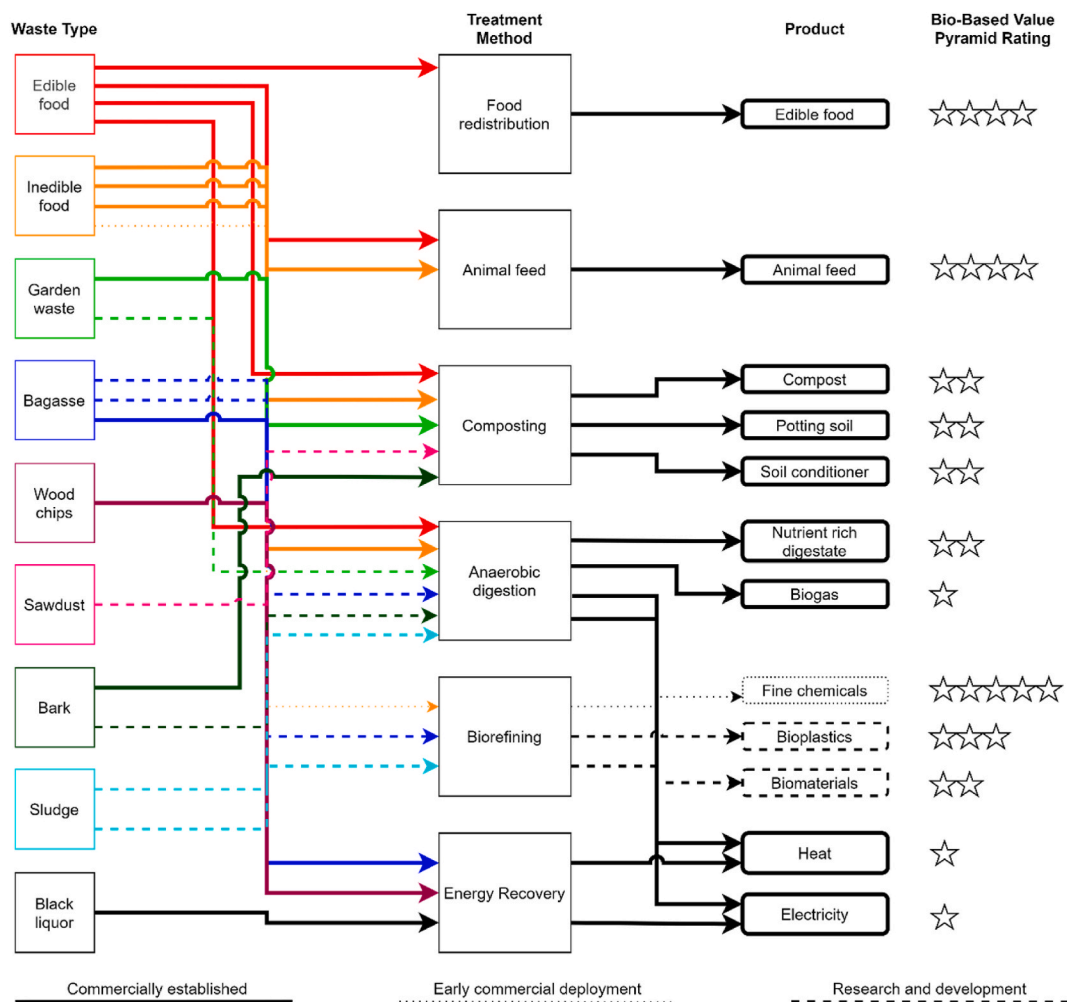 Waste Type
Treatment
Method
Product
Bio-Based Value
Pyramid Rating
Edible
food
Food
redistribution
Edible food
Inedible
food
Animal feed
Animal feed
Garden
waste
Bagasse
Composting
Compost
Potting soil
Soil conditioner
Wood
chips
Sawdust
Anaerobic
digestion
Nutrient rich
digestate
Biogas
Bark
Biorefining
Fine chemicals
Bioplastics
Biomaterials
Sludge
Black
liquor
Energy Recovery
Heat
Electricity
Commercially established
Early commercial deployment
Research and development